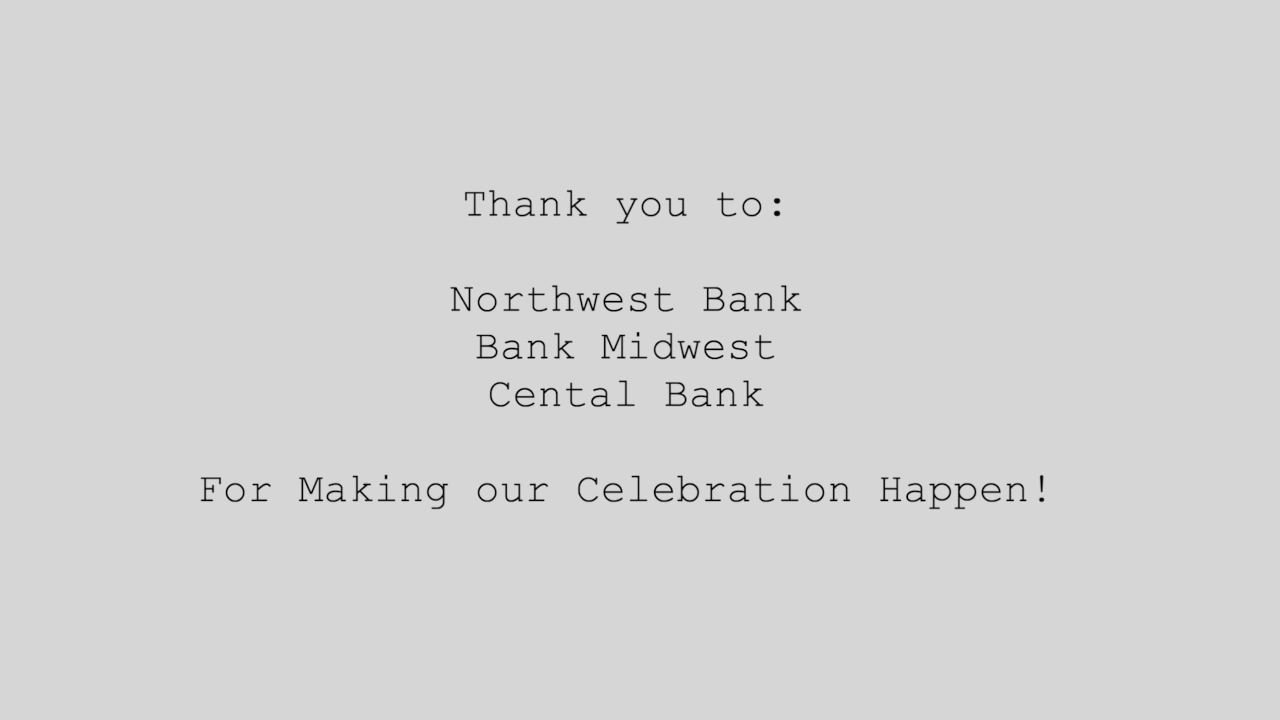 Thank you to:
Northwest Bank
Bank Midwest
Cental Bank
For Making our Celebration Happen!